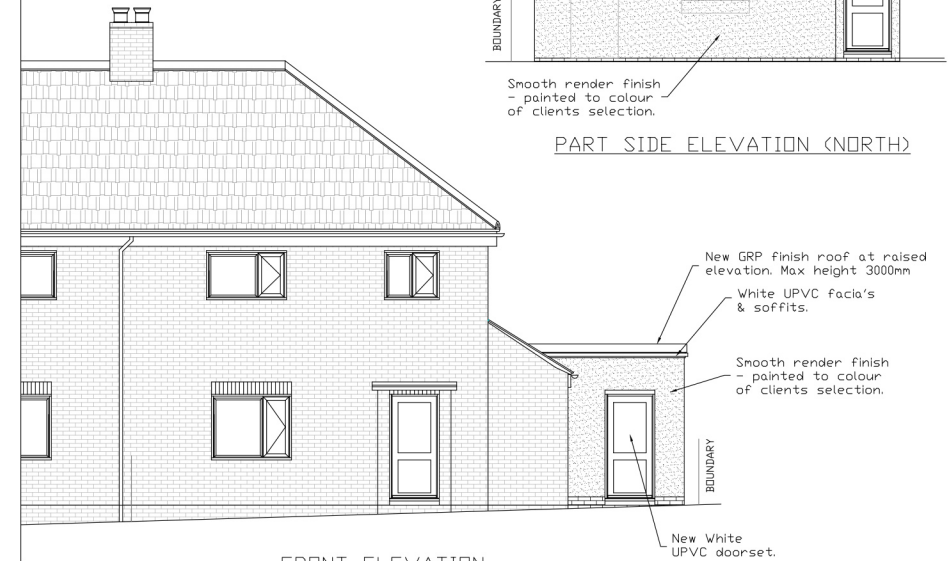 BOUNDARY
Smooth render finish
- painted to colour
of clients selection.
PART SIDE ELEVATION (NORTH)
New GRP finish roof at raised
elevation. Max height 3000mm
White UPVC facia's
& soffits.
Smooth render finish
- painted to colour
of clients selection.
BOUNDARY
New White
UPVC doorset.
FRONT ELEVATION